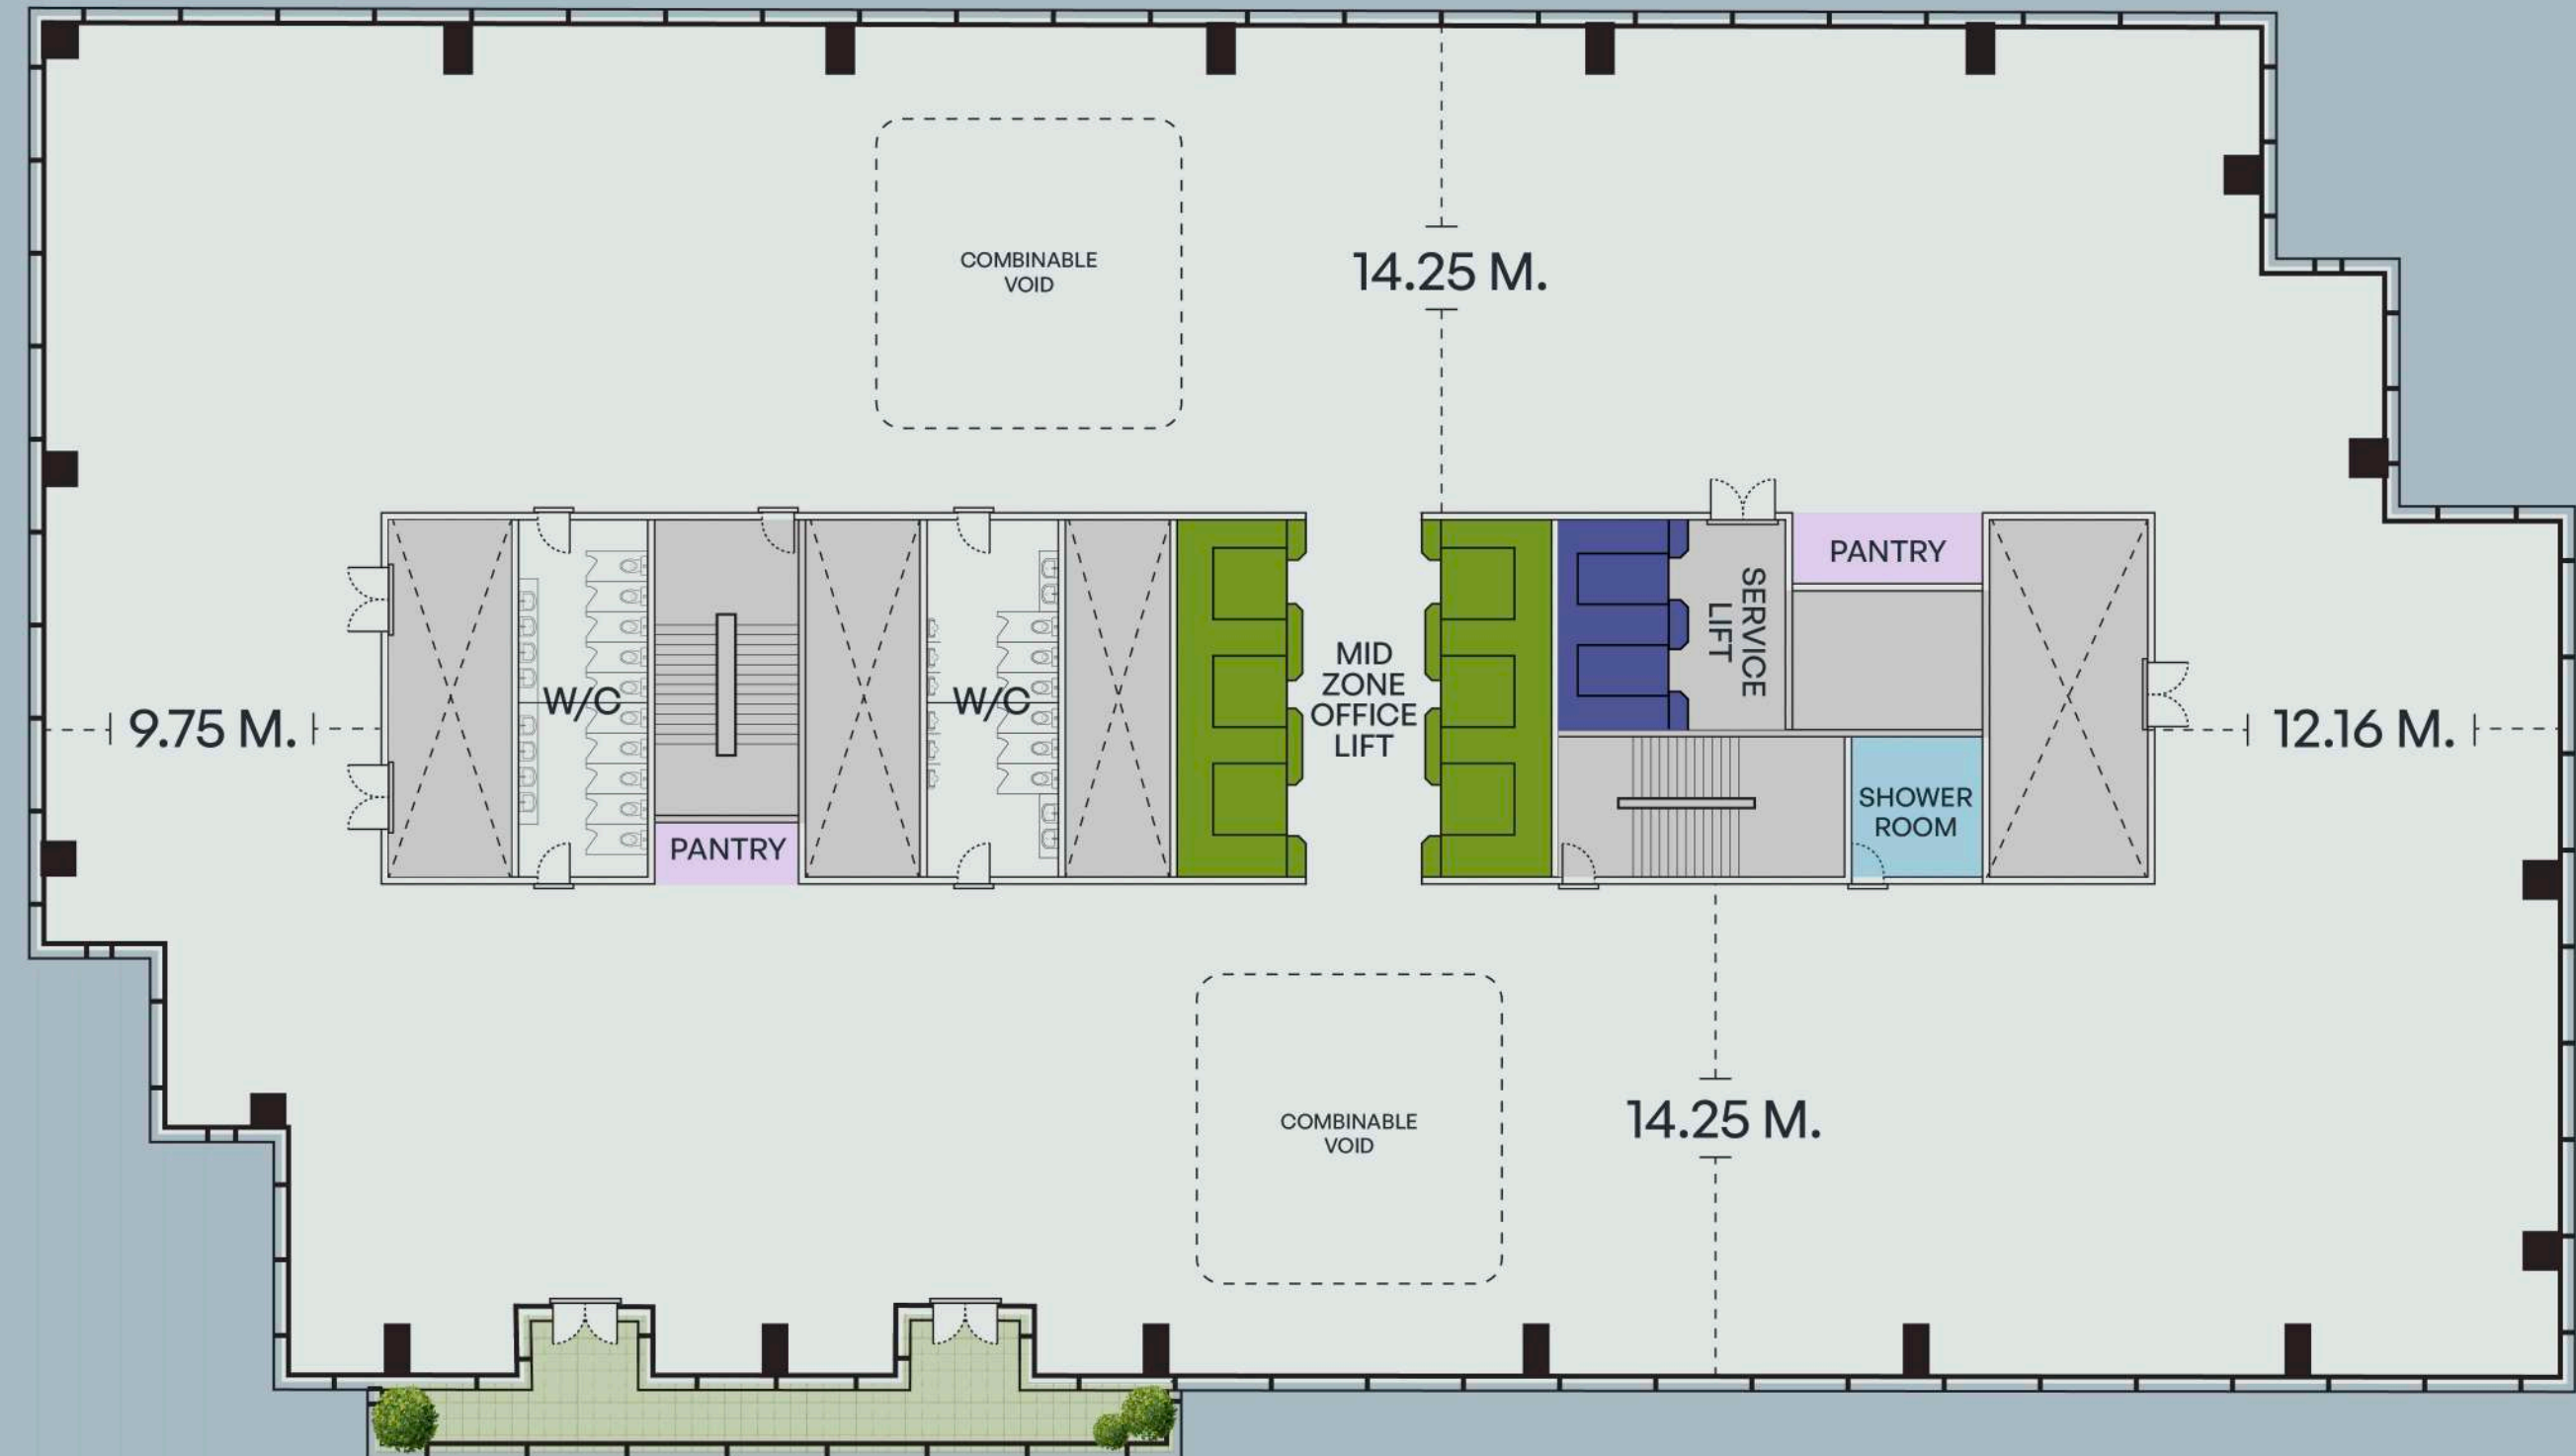 COMBINABLE
VOID
14.25 M.
PANTRY
SERVICE
LIFT
MID
ZONE
OFFICE
LIFT
W/C
W/C
9.75 M.
12.16 M.
SHOWER
ROOM
PANTRY
COMBINABLE
VOID
14.25 M.